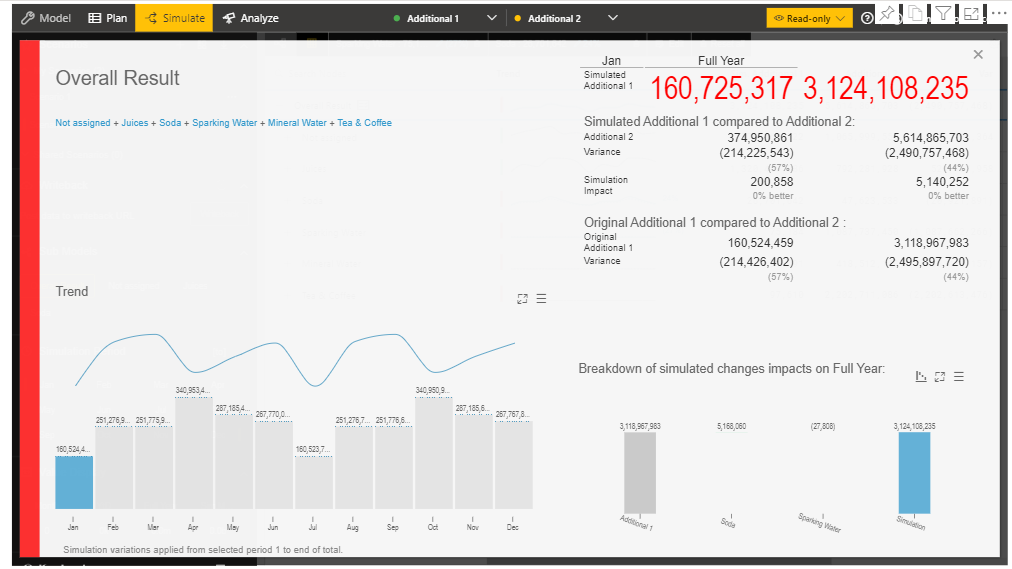 Model Plan Simulate Analyze Additional 1 Additional 2 Read-only
Overall Result
Not assigned + Juices + Soda + Sparking Water + Mineral Water + Tea & Coffee
Jan Full Year
Simulated
Additional 1
160,725,317 3,124,108,235
Simulated Additional 1 compared to Additional 2:
Additional 2 374,950,861 5,614,865,703
Variance (214,225,543) (2,490,757,468)
(57%) (44%)
Simulation
Impact
200,858 5,140,252
0% better 0% better
Original Additional 1 compared to Additional 2 :
Original
Additional 1
160,524,459 3,118,967,983
Variance (214,426,402) (2,495,897,720)
(57%) (44%)
Trend
160,524,4... 251,276,9... 251,775,9... 340,953,4... 287,185,4... 267,770,0... 160,523,7... 251,276,7... 251,776,6... 340,950,9... 287,185,6... 267,767,8...
Jan Feb Mar Apr May Jun Jul Aug Sep Oct Nov Dec
Simulation variations applied from selected period 1 to end of total.
Breakdown of simulated changes impacts on Full Year:
3,118,967,983 5,168,060 (27,808) 3,124,108,235
Additional 1 Soda Sparking Water Simulation